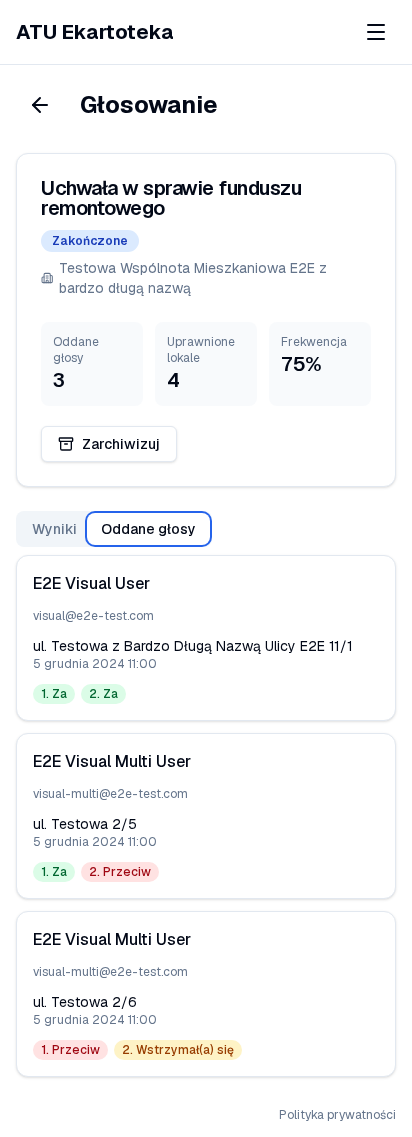 ATU Ekartoteka
Głosowanie
Uchwała w sprawie funduszu
remontowego
Zakończone
Testowa Wspólnota Mieszkaniowa E2E z
bardzo długą nazwą
Oddane
głosy
3
Uprawnione
lokale
4
Frekwencja
75%
Zarchiwizuj
Wyniki
Oddane głosy
E2E Visual User
visual@e2e-test.com
ul. Testowa z Bardzo Długą Nazwą Ulicy E2E 11/1
5 grudnia 2024 11:00
1. Za
2. Za
E2E Visual Multi User
visual-multi@e2e-test.com
ul. Testowa 2/5
5 grudnia 2024 11:00
1. Za
2. Przeciw
E2E Visual Multi User
visual-multi@e2e-test.com
ul. Testowa 2/6
5 grudnia 2024 11:00
1. Przeciw
2. Wstrzymał(a) się
Polityka prywatności